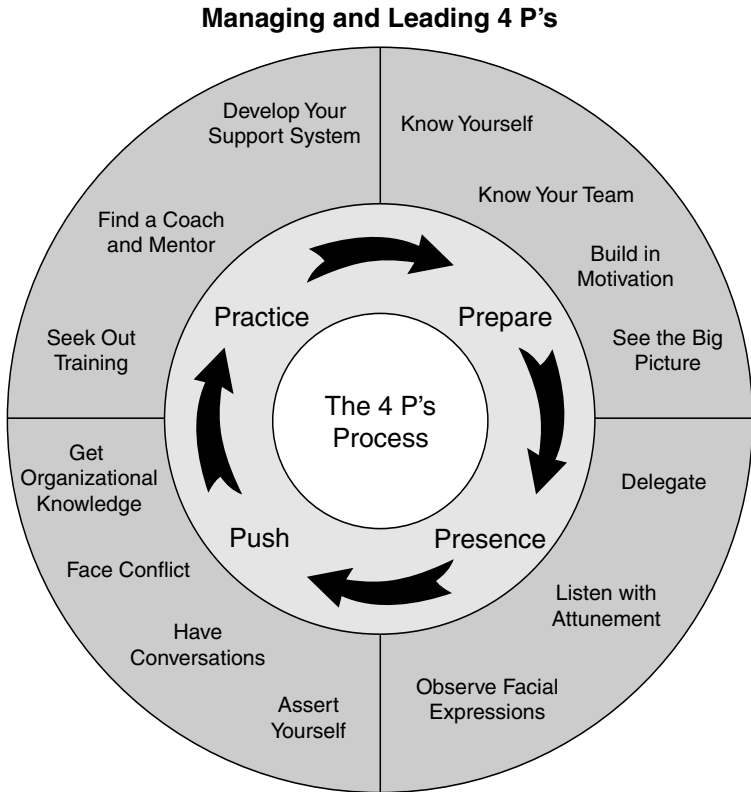 Managing and Leading 4 P's
Develop Your
Support System
Find a Coach
and Mentor
Seek Out
Training
Know Yourself
Know Your Team
Build in
Motivation
See the Big
Picture
Practice
Prepare
The 4 P's
Process
Push
Presence
Get
Organizational
Knowledge
Face Conflict
Have
Conversations
Assert
Yourself
Delegate
Listen with
Attunement
Observe Facial
Expressions